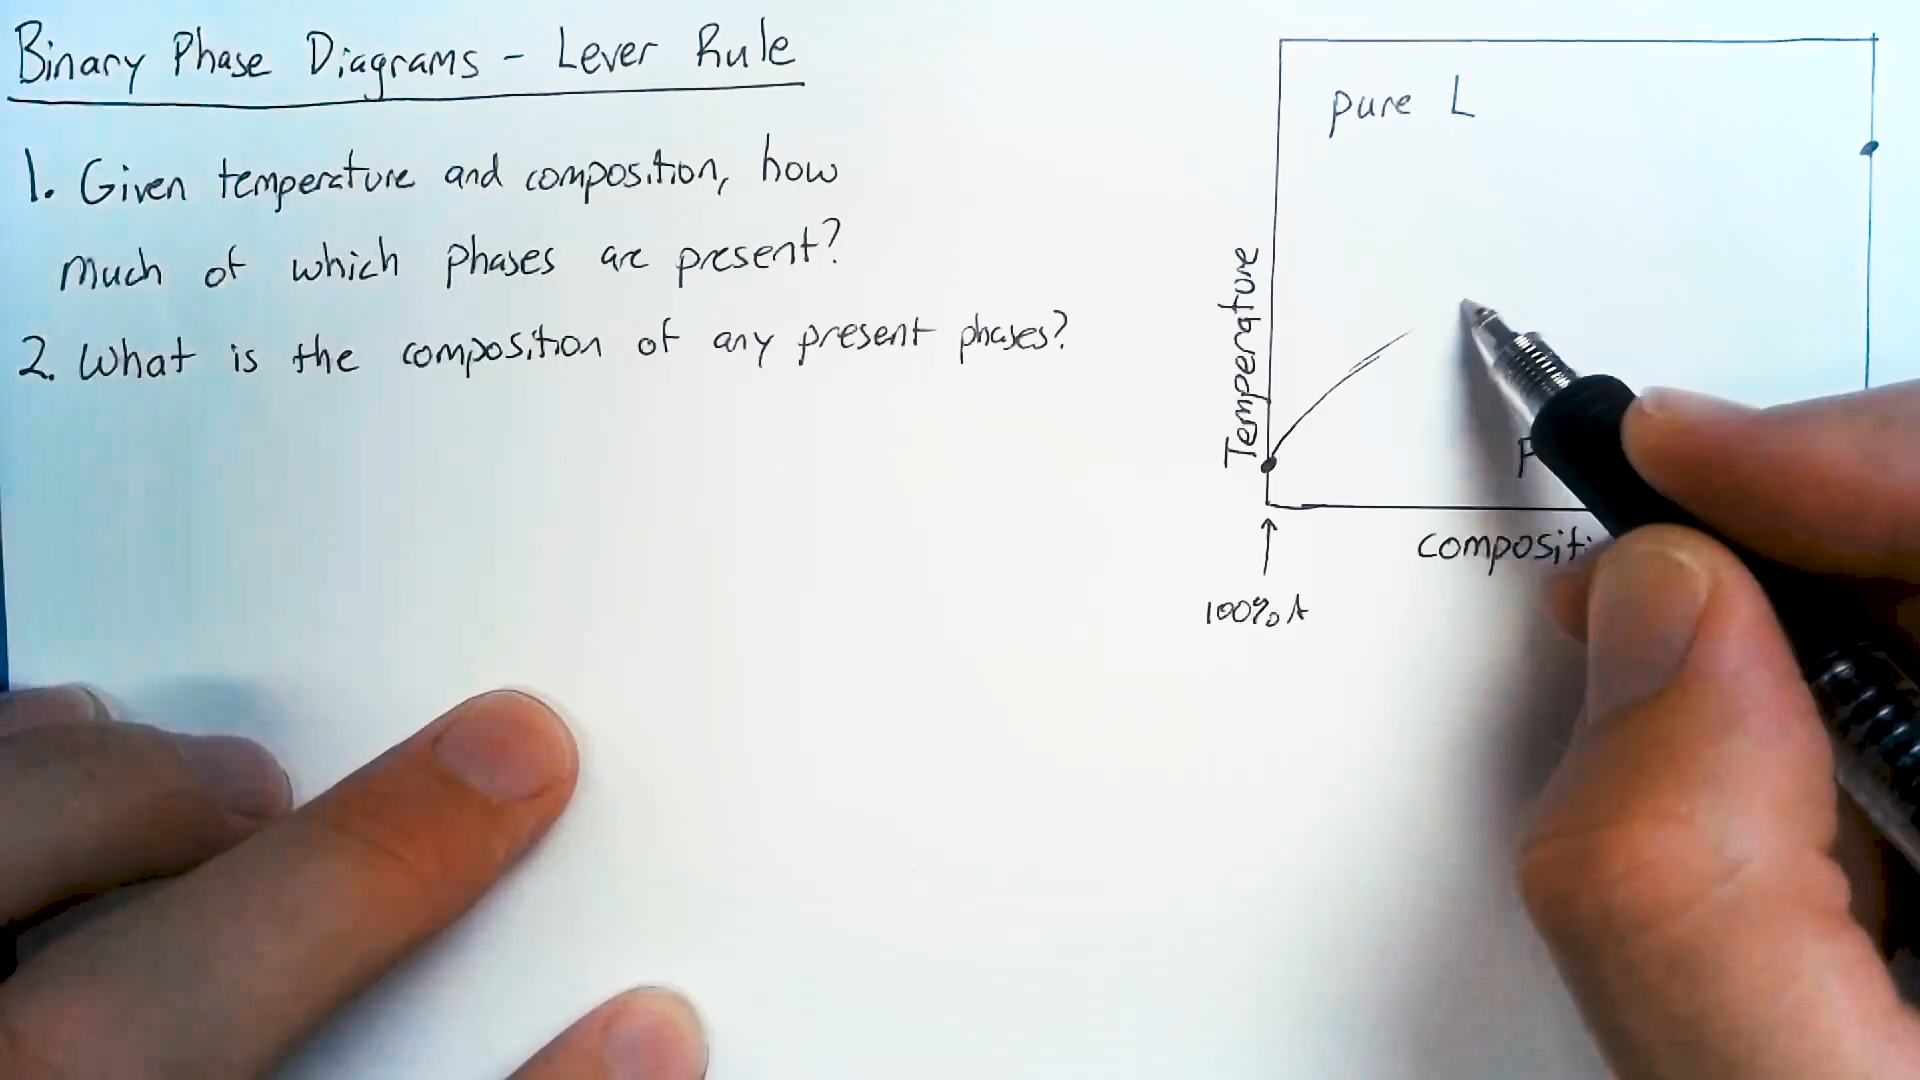 Binary Phase Diagrams - Lever Rule
1. Given temperature and composition, how
much of which phases are present?
2. What is the composition of any present phases?
pure L
Temperature
100% A